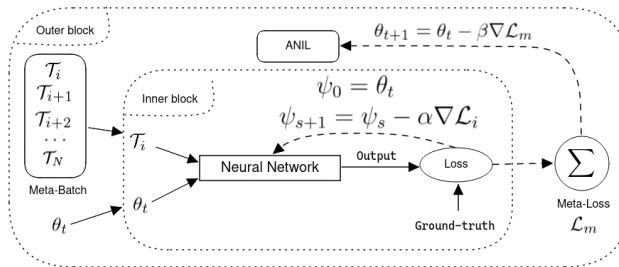 Outer block
ANIL
θ_{t+1} = θ_t − β∇ℒ_m
𝒯_i
𝒯_{i+1}
𝒯_{i+2}
...
𝒯_N
Meta-Batch
θ_t
Inner block
ψ_0 = θ_t
ψ_{s+1} = ψ_s − α∇ℒ_i
𝒯_i
θ_t
Neural Network
Output
Loss
Ground-truth
∑
Meta-Loss
ℒ_m